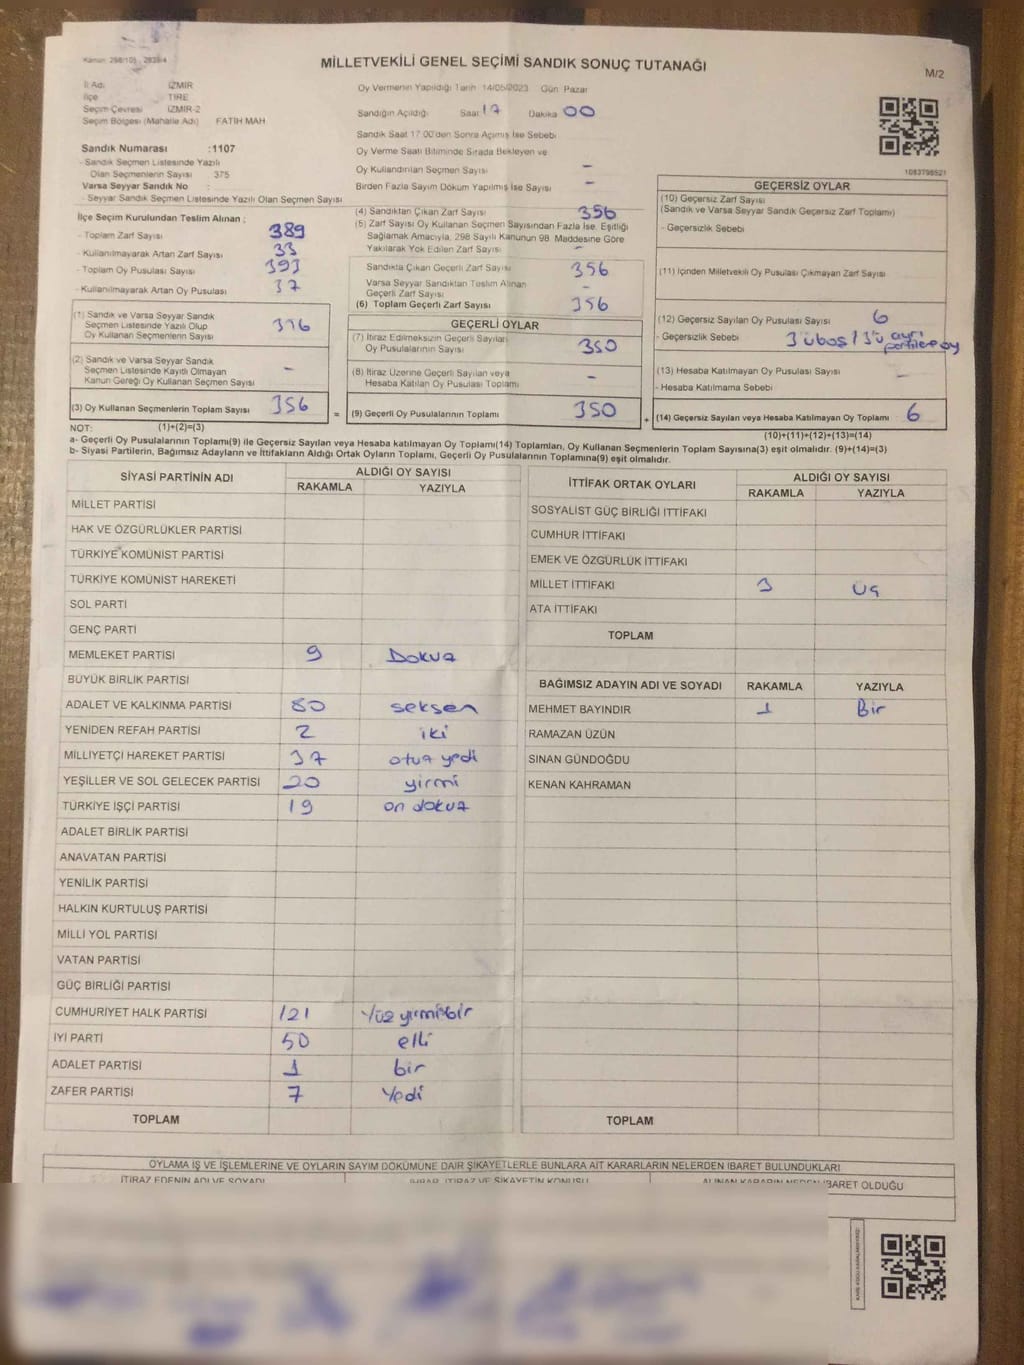 Kanun: 298/105 - 2839/4
MİLLETVEKİLİ GENEL SEÇİMİ SANDIK SONUÇ TUTANAĞI
M/2
İl Adı : İZMİR
İlçe : TİRE
Seçim Çevresi : İZMİR-2
Seçim Bölgesi (Mahalle Adı) : FATİH MAH
Oy Vermenin Yapıldığı Tarih 14/05/2023 Gün Pazar
Sandığın Açıldığı Saat 17 Dakika 00
Sandık Saat 17:00'den Sonra Açılmış İse Sebebi
Sandık Numarası :1107
- Sandık Seçmen Listesinde Yazılı
Olan Seçmenlerin Sayısı 375
Varsa Seyyar Sandık No :
- Seyyar Sandık Seçmen Listesinde Yazılı Olan Seçmen Sayısı
Oy Verme Saati Bitiminde Sırada Bekleyen ve
Oy Kullandırılan Seçmen Sayısı -
Birden Fazla Sayım Döküm Yapılmış İse Sayısı -
1083798521
İlçe Seçim Kurulundan Teslim Alınan ;
- Toplam Zarf Sayısı 389
- Kullanılmayarak Artan Zarf Sayısı 33
- Toplam Oy Pusulası Sayısı 393
- Kullanılmayarak Artan Oy Pusulası 37
(4) Sandıktan Çıkan Zarf Sayısı 356
(5) Zarf Sayısı Oy Kullanan Seçmen Sayısından Fazla İse, Eşitliği
Sağlamak Amacıyla, 298 Sayılı Kanunun 98. Maddesine Göre
Yakılarak Yok Edilen Zarf Sayısı -
Sandıkta Çıkan Geçerli Zarf Sayısı 356
Varsa Seyyar Sandıktan Teslim Alınan
Geçerli Zarf Sayısı -
(6) Toplam Geçerli Zarf Sayısı 356
GEÇERSİZ OYLAR
(10) Geçersiz Zarf Sayısı
(Sandık ve Varsa Seyyar Sandık Geçersiz Zarf Toplamı)
- Geçersizlik Sebebi
(11) İçinden Milletvekili Oy Pusulası Çıkmayan Zarf Sayısı
(12) Geçersiz Sayılan Oy Pusulası Sayısı 6
- Geçersizlik Sebebi 3'ü boş / 3'ü ayrı
partilere oy
(13) Hesaba Katılmayan Oy Pusulası Sayısı -
- Hesaba Katılmama Sebebi
(14) Geçersiz Sayılan veya Hesaba Katılmayan Oy Toplamı 6
(10)+(11)+(12)+(13)=(14)
(1) Sandık ve Varsa Seyyar Sandık
Seçmen Listesinde Yazılı Olup
Oy Kullanan Seçmenlerin Sayısı
(2) Sandık ve Varsa Seyyar Sandık
Seçmen Listesinde Kayıtlı Olmayan
Kanun Gereği Oy Kullanan Seçmen Sayısı -
(3) Oy Kullanan Seçmenlerin Toplam Sayısı 356
=
GEÇERLİ OYLAR
(7) İtiraz Edilmeksizin Geçerli Sayılan
Oy Pusulalarının Sayısı 350
(8) İtiraz Üzerine Geçerli Sayılan veya
Hesaba Katılan Oy Pusulası Toplamı -
(9) Geçerli Oy Pusulalarının Toplamı 350
+
NOT: (1)+(2)=(3)
a- Geçerli Oy Pusulalarının Toplamı(9) ile Geçersiz Sayılan veya Hesaba katılmayan Oy Toplamı(14) Toplamları, Oy Kullanan Seçmenlerin Toplam Sayısına(3) eşit olmalıdır. (9)+(14)=(3)
b- Siyasi Partilerin, Bağımsız Adayların ve İttifakların Aldığı Ortak Oyların Toplamı, Geçerli Oy Pusulalarının Toplamına(9) eşit olmalıdır.
SİYASİ PARTİNİN ADI ALDIĞI OY SAYISI
RAKAMLA YAZIYLA
MİLLET PARTİSİ
HAK VE ÖZGÜRLÜKLER PARTİSİ
TÜRKİYE KOMÜNİST PARTİSİ
TÜRKİYE KOMÜNİST HAREKETİ
SOL PARTİ
GENÇ PARTİ
MEMLEKET PARTİSİ 9 Dokuz
BÜYÜK BİRLİK PARTİSİ
ADALET VE KALKINMA PARTİSİ 80 seksen
YENİDEN REFAH PARTİSİ 2 iki
MİLLİYETÇİ HAREKET PARTİSİ 37 otuz yedi
YEŞİLLER VE SOL GELECEK PARTİSİ 20 yirmi
TÜRKİYE İŞÇİ PARTİSİ 19 on dokuz
ADALET BİRLİK PARTİSİ
ANAVATAN PARTİSİ
YENİLİK PARTİSİ
HALKIN KURTULUŞ PARTİSİ
MİLLİ YOL PARTİSİ
VATAN PARTİSİ
GÜÇ BİRLİĞİ PARTİSİ
CUMHURİYET HALK PARTİSİ 121 Yüz yirmi bir
İYİ PARTİ 50 elli
ADALET PARTİSİ 1 bir
ZAFER PARTİSİ 7 Yedi
TOPLAM
İTTİFAK ORTAK OYLARI ALDIĞI OY SAYISI
RAKAMLA YAZIYLA
SOSYALİST GÜÇ BİRLİĞİ İTTİFAKI
CUMHUR İTTİFAKI
EMEK VE ÖZGÜRLÜK İTTİFAKI
MİLLET İTTİFAKI 3 üç
ATA İTTİFAKI
TOPLAM
BAĞIMSIZ ADAYIN ADI VE SOYADI RAKAMLA YAZIYLA
MEHMET BAYINDIR 1 Bir
RAMAZAN ÜZÜN
SİNAN GÜNDOĞDU
KENAN KAHRAMAN
TOPLAM
OYLAMA İŞ VE İŞLEMLERİNE VE OYLARIN SAYIM DÖKÜMÜNE DAİR ŞİKAYETLERLE BUNLARA AİT KARARLARIN NELERDEN İBARET BULUNDUKLARI
İTİRAZ EDENİN ADI VE SOYADI İHBAR, İTİRAZ VE ŞİKAYETİN KONUSU ALINAN KARARIN NEDEN İBARET OLDUĞU